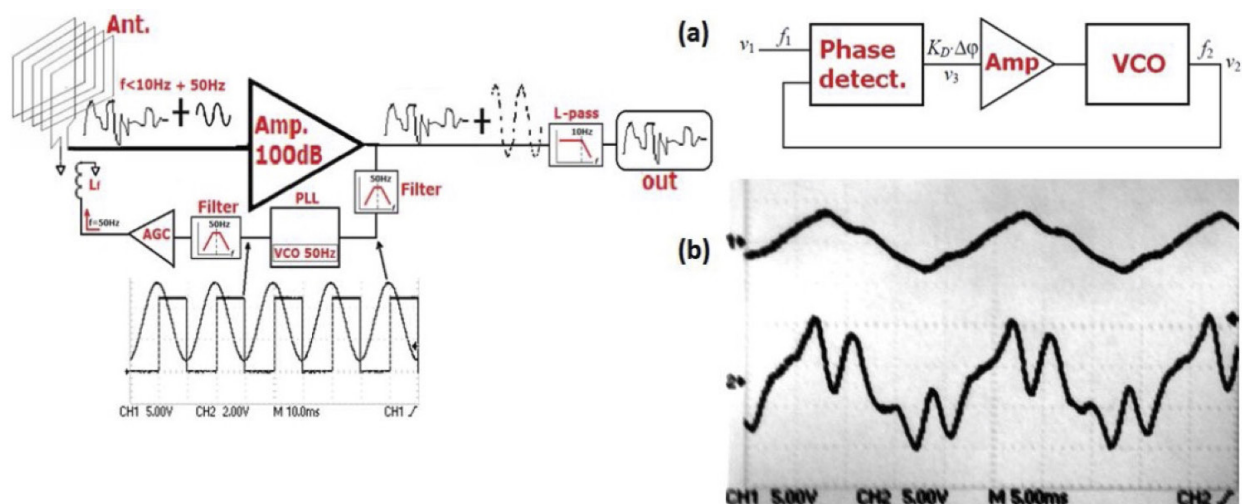 Ant.
f<10Hz + 50Hz
Amp.
100dB
L-pass
10Hz
f
out
Lf
f=50Hz
AGC
Filter
50Hz
f
PLL
VCO 50Hz
50Hz
f
Filter
CH1 5.00V CH2 2.00V M 10.0ms CH1
(a)
v1 f1
Phase
detect.
KD·Δφ
v3
Amp
VCO
f2
v2
(b)
1
2
CH1 5.00V CH2 5.00V M 5.00ms CH2